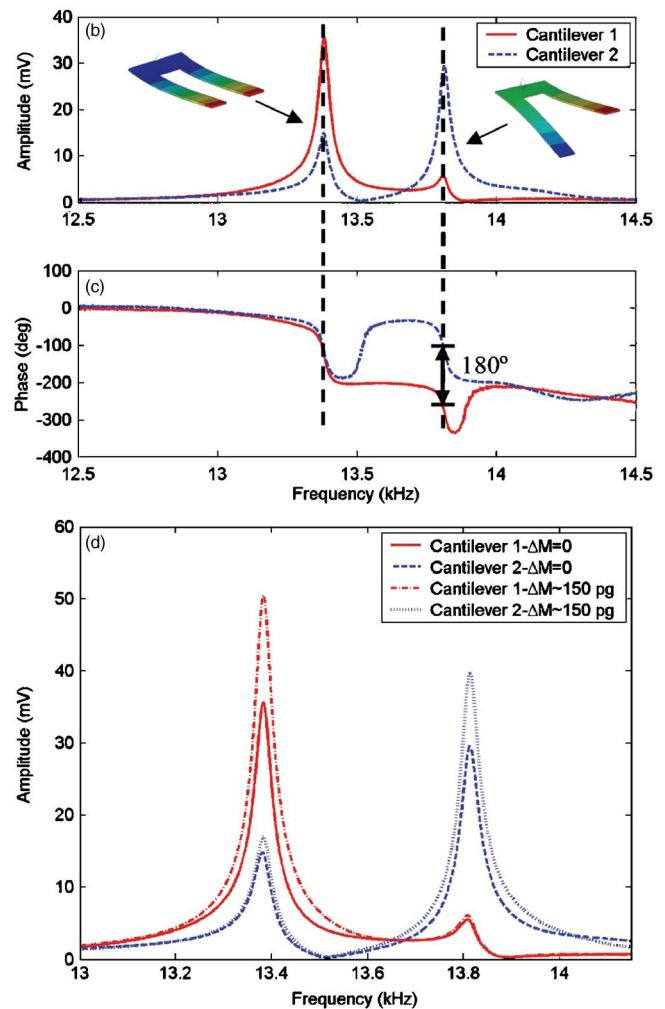 (b)
Cantilever 1
Cantilever 2
Amplitude (mV)
40
30
20
10
0
12.5 13 13.5 14 14.5
(c)
Phase (deg)
100
0
-100
-200
-300
-400
180º
12.5 13 13.5 14 14.5
Frequency (kHz)
(d)
Cantilever 1-ΔM=0
Cantilever 2-ΔM=0
Cantilever 1-ΔM~150 pg
Cantilever 2-ΔM~150 pg
Amplitude (mV)
60
50
40
30
20
10
0
13 13.2 13.4 13.6 13.8 14
Frequency (kHz)